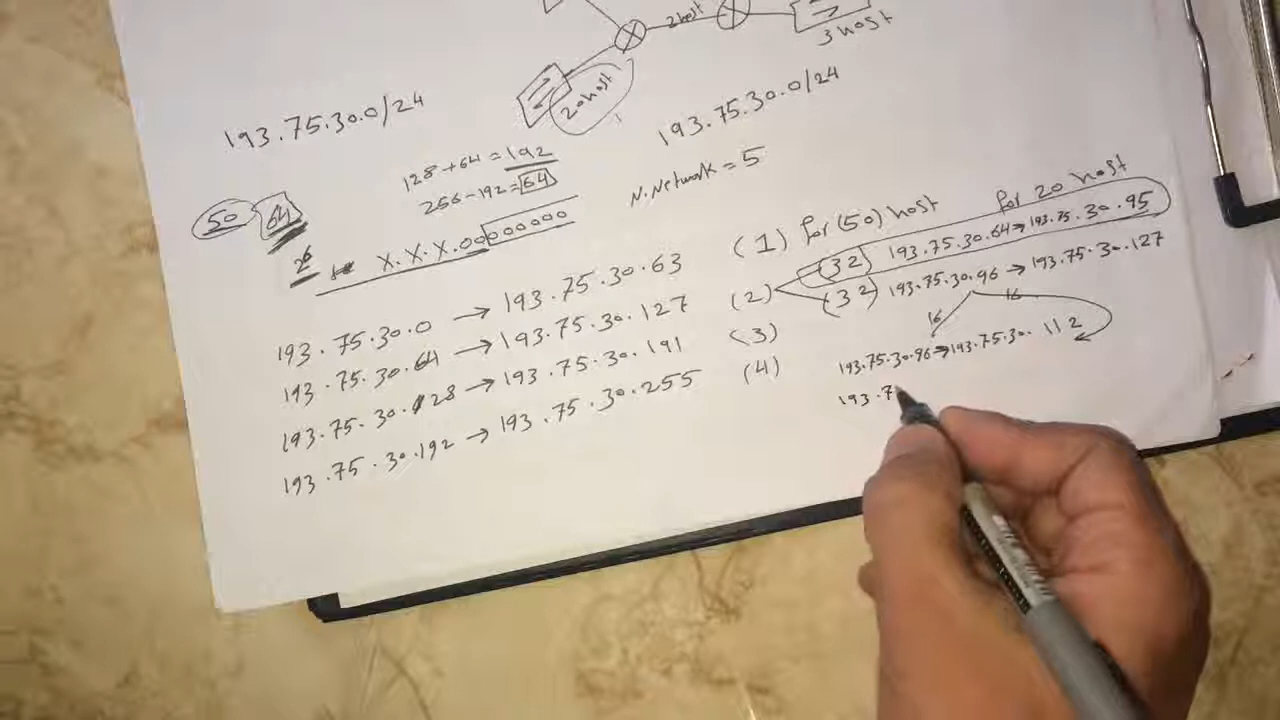 2 host
3 host
20 host
193.75.30.0/24
193.75.30.0/24
128+64=192
256-192=64
N.Network = 5
50 64
2⁶
X.X.X.00000000
193.75.30.0 → 193.75.30.63 (1) for (50) host
193.75.30.64 → 193.75.30.127 (2)
193.75.30.128 → 193.75.30.191 (3)
193.75.30.192 → 193.75.30.255 (4)
for 20 host
(32) 193.75.30.64 → 193.75.30.95
(32) 193.75.30.96 → 193.75.30.127
16 16
193.75.30.96 → 193.75.30.112
193.7